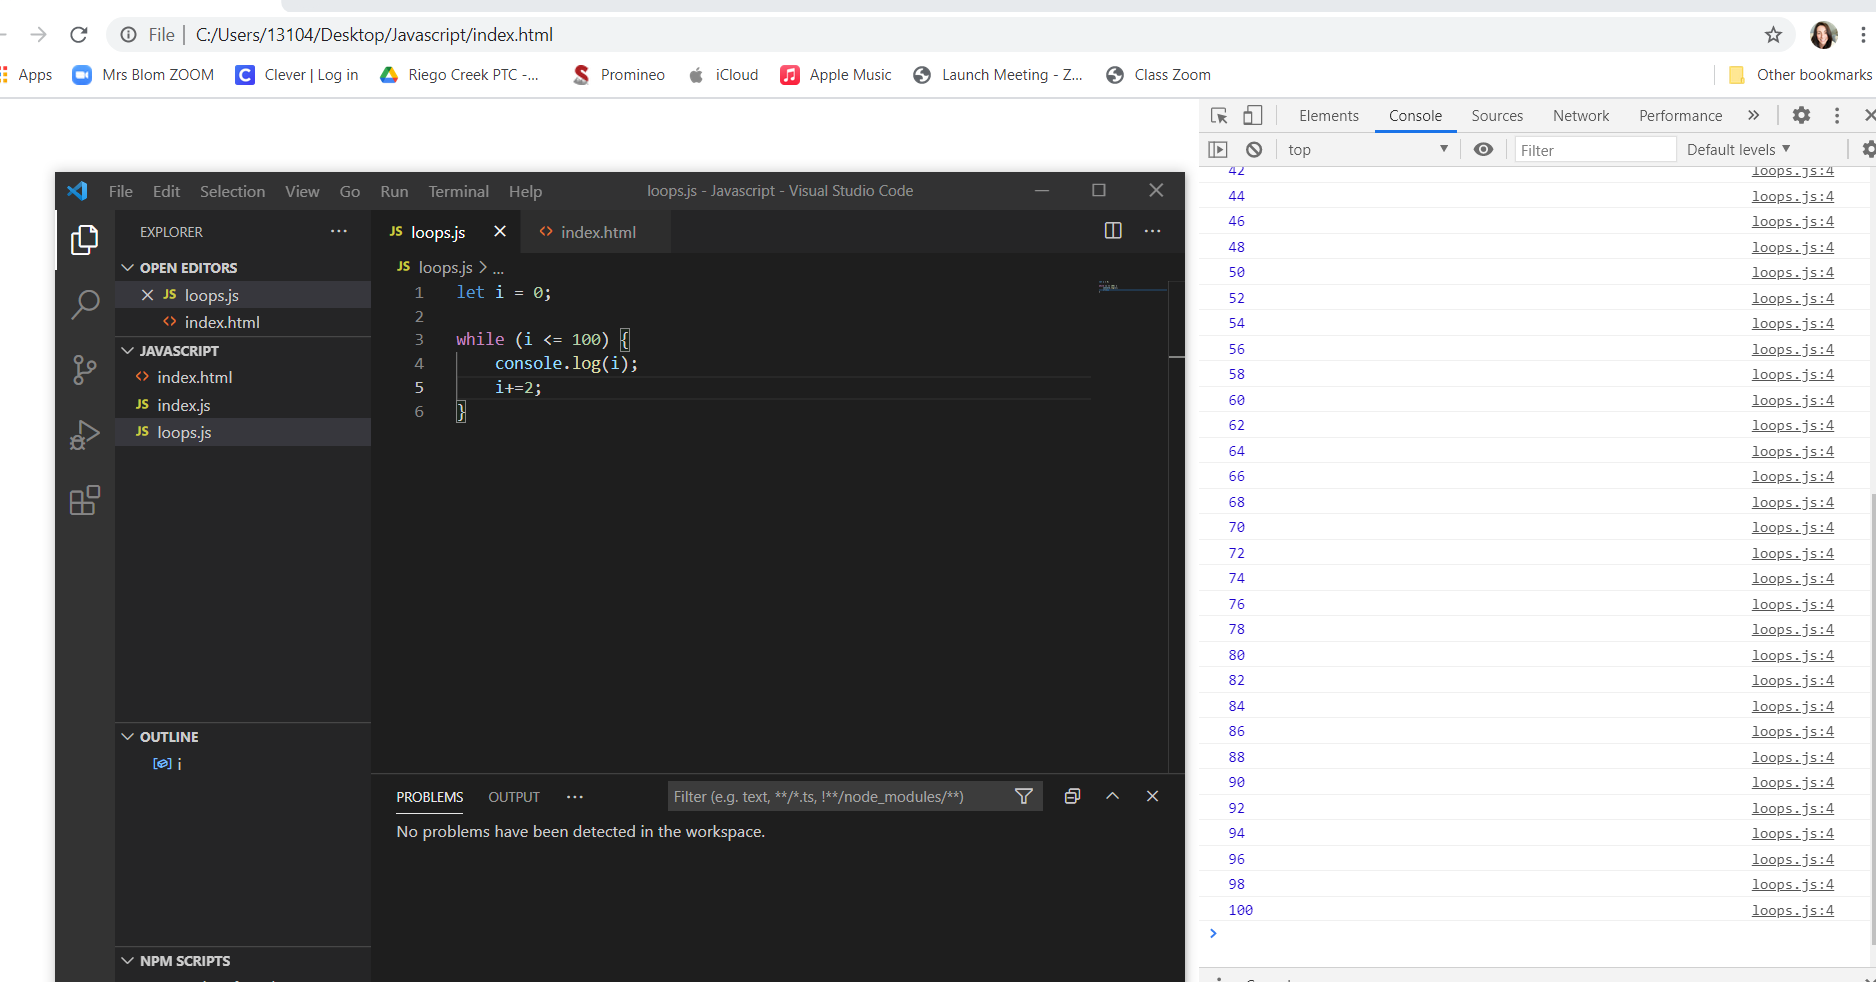 File | C:/Users/13104/Desktop/Javascript/index.html
Apps Mrs Blom ZOOM Clever | Log in Riego Creek PTC -... Promineo iCloud Apple Music Launch Meeting - Z... Class Zoom Other bookmarks
File Edit Selection View Go Run Terminal Help loops.js - Javascript - Visual Studio Code
EXPLORER
OPEN EDITORS
JS loops.js
index.html
JAVASCRIPT
index.html
JS index.js
JS loops.js
OUTLINE
i
NPM SCRIPTS
JS loops.js index.html
JS loops.js > ...
1 let i = 0;
2
3 while (i <= 100) {
4 console.log(i);
5 i+=2;
6 }
PROBLEMS OUTPUT ... Filter (e.g. text, **/*.ts, !**/node_modules/**)
No problems have been detected in the workspace.
Elements Console Sources Network Performance »
top Filter Default levels
42 loops.js:4
44 loops.js:4
46 loops.js:4
48 loops.js:4
50 loops.js:4
52 loops.js:4
54 loops.js:4
56 loops.js:4
58 loops.js:4
60 loops.js:4
62 loops.js:4
64 loops.js:4
66 loops.js:4
68 loops.js:4
70 loops.js:4
72 loops.js:4
74 loops.js:4
76 loops.js:4
78 loops.js:4
80 loops.js:4
82 loops.js:4
84 loops.js:4
86 loops.js:4
88 loops.js:4
90 loops.js:4
92 loops.js:4
94 loops.js:4
96 loops.js:4
98 loops.js:4
100 loops.js:4
>